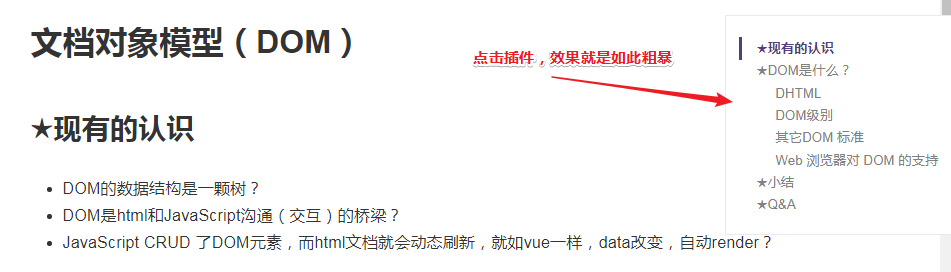 文档对象模型（DOM）
点击插件，效果就是如此粗暴
★现有的认识
DOM的数据结构是一颗树？
DOM是html和JavaScript沟通（交互）的桥梁？
JavaScript CRUD 了DOM元素，而html文档就会动态刷新，就如vue一样，data改变，自动render？
★现有的认识
★DOM是什么？
DHTML
DOM级别
其它DOM 标准
Web 浏览器对 DOM 的支持
★小结
★Q&A